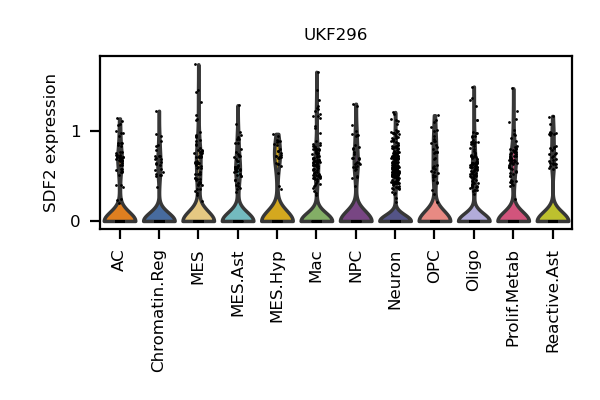 UKF296
SDF2 expression
1
0
AC
Chromatin.Reg
MES
MES.Ast
MES.Hyp
Mac
NPC
Neuron
OPC
Oligo
Prolif.Metab
Reactive.Ast